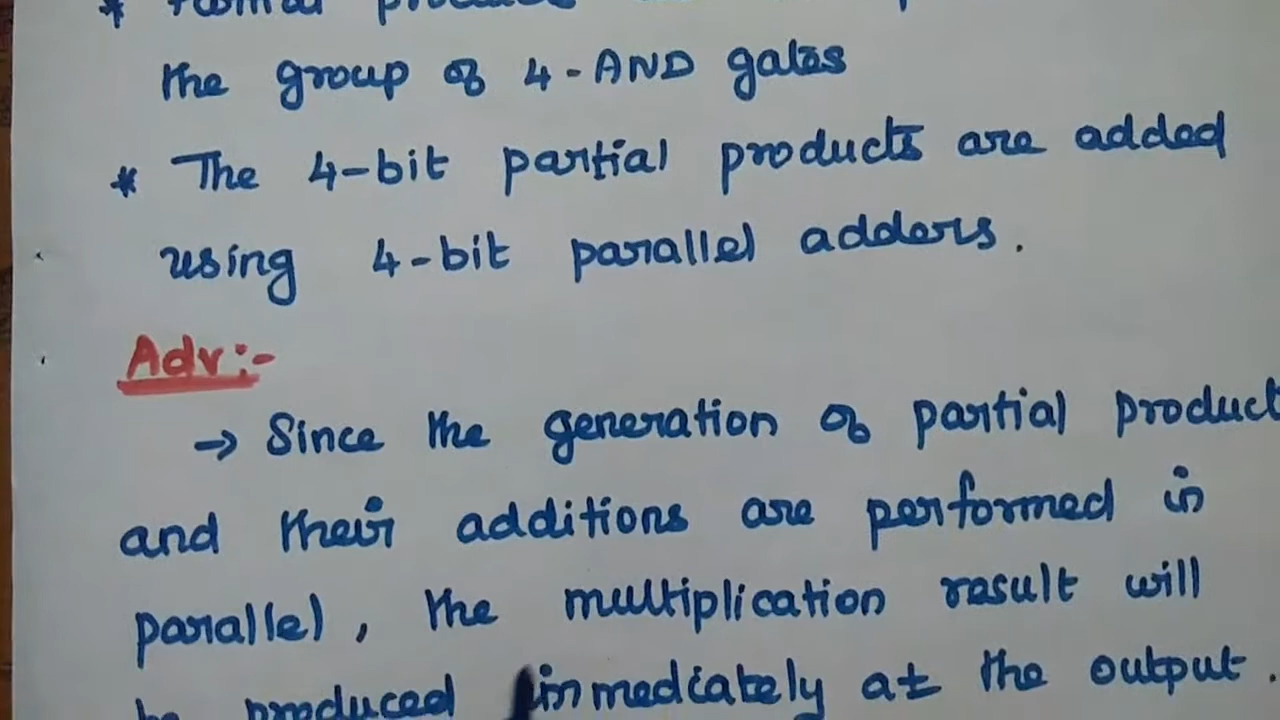 *
the group of 4-AND gates
* The 4-bit partial products are added
using 4-bit parallel adders.
Adv:-
→ Since the generation of partial product
and their additions are performed in
parallel, the multiplication result will
be produced immediately at the output.